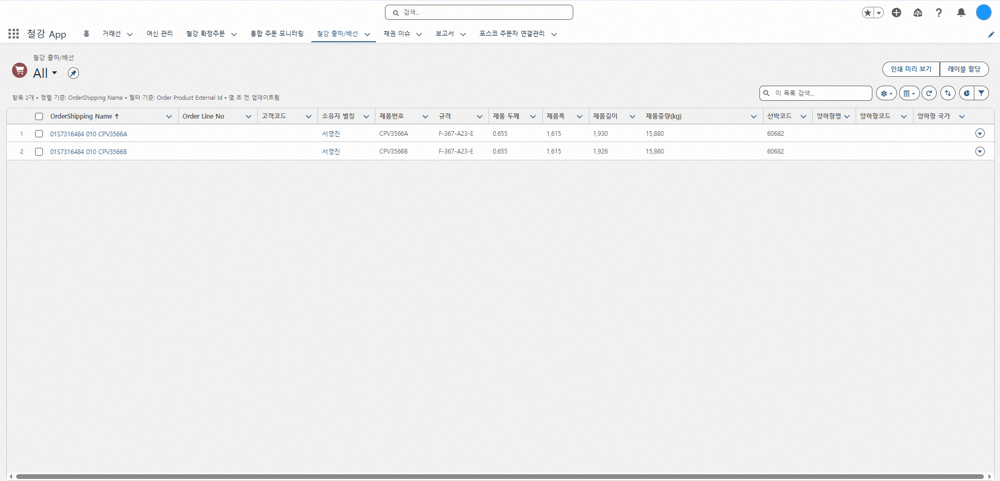 검색...
철강 App
홈
거래선
여신 관리
철강 확정주문
통합 주문 모니터링
철강 출하/배선
채권 이슈
보고서
포스코 주문자 연결관리
철강 출하/배선
All
인쇄 미리 보기
레이블 할당
항목 2개 • 정렬 기준: OrderShipping Name • 필터 기준: Order Product External Id • 몇 초 전 업데이트됨
이 목록 검색...
OrderShipping Name ↑ Order Line No 고객코드 소유자 별칭 제품번호 규격 제품 두께 제품폭 제품길이 제품중량(kg) 선박코드 양하항명 양하항코드 양하항 국가
1 01S7316484 010 CPV3566A 서영진 CPV3566A F-367-A23-E 0.655 1,615 1,930 15,880 60682
2 01S7316484 010 CPV3566B 서영진 CPV3566B F-367-A23-E 0.655 1,615 1,926 15,860 60682